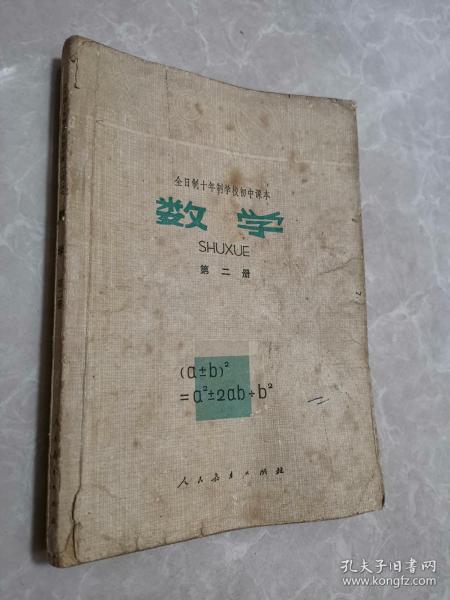 全日制十年制学校初中课本
数学
SHUXUE
第二册
(a±b)²
=a²±2ab+b²
人民教育出版社
孔夫子旧书网
www.kongfz.com